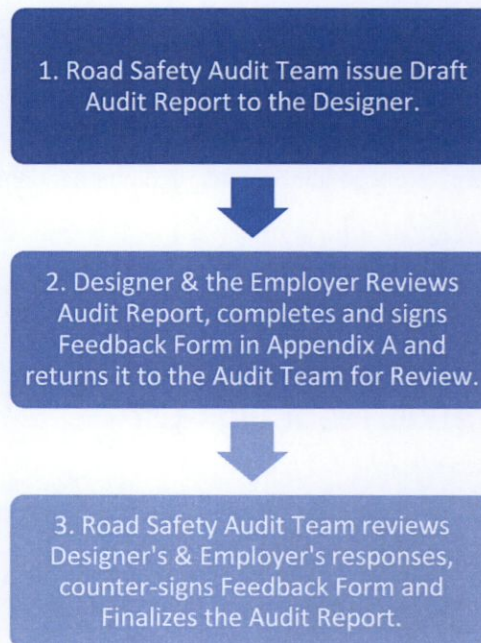 1. Road Safety Audit Team issue Draft
Audit Report to the Designer.
2. Designer & the Employer Reviews
Audit Report, completes and signs
Feedback Form in Appendix A and
returns it to the Audit Team for Review.
3. Road Safety Audit Team reviews
Designer's & Employer's responses,
counter-signs Feedback Form and
Finalizes the Audit Report.